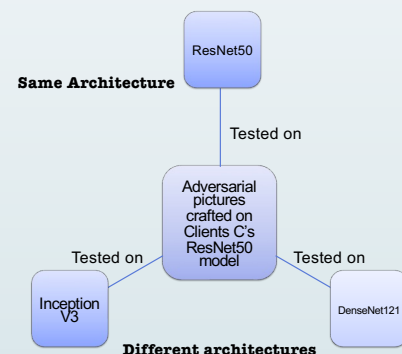 ResNet50
Same Architecture
Tested on
Adversarial
pictures
crafted on
Clients C's
ResNet50
model
Tested on
Tested on
Inception
V3
DenseNet121
Different architectures